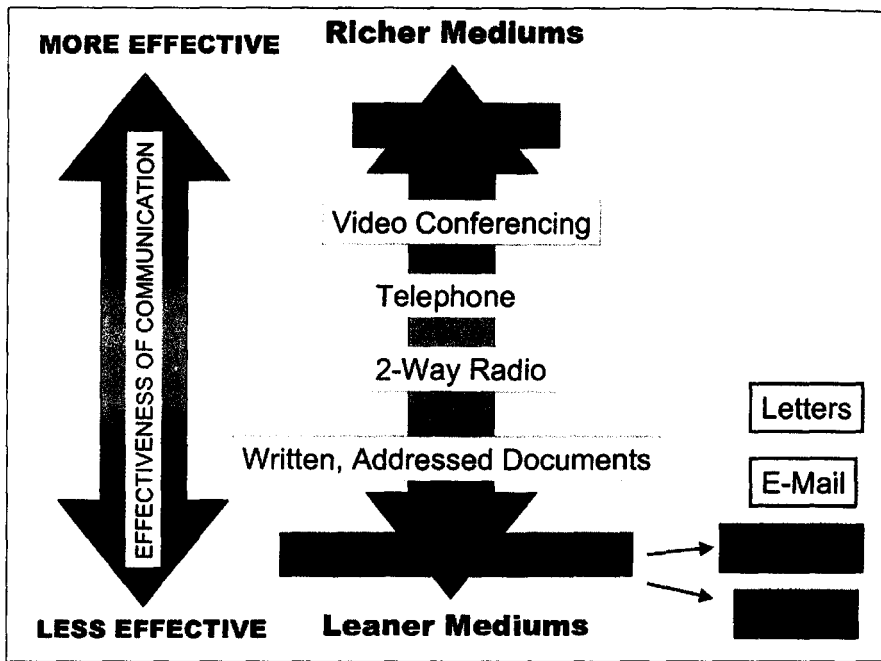 MORE EFFECTIVE
Richer Mediums
EFFECTIVENESS OF COMMUNICATION
Video Conferencing
Telephone
2-Way Radio
Letters
Written, Addressed Documents
E-Mail
LESS EFFECTIVE
Leaner Mediums